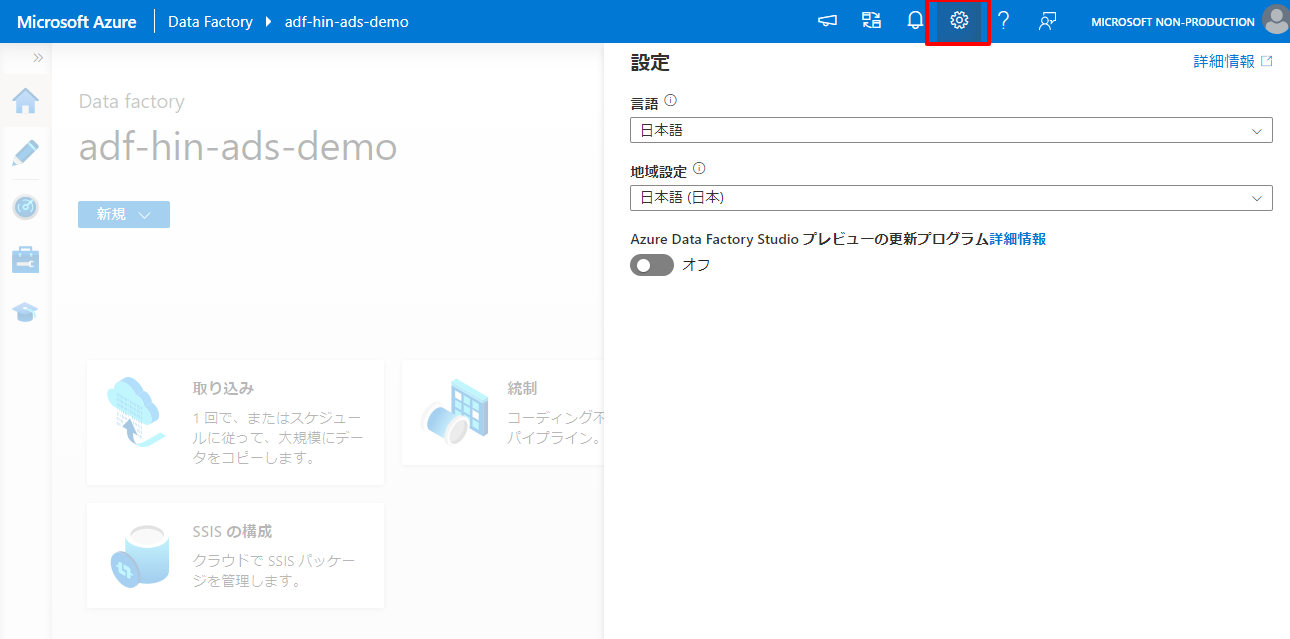 Microsoft Azure
Data Factory
adf-hin-ads-demo
MICROSOFT NON-PRODUCTION
Data factory
adf-hin-ads-demo
新規
取り込み
1 回で、またはスケジュー
ルに従って、大規模にデー
タをコピーします。
統制
コーディング不
パイプライン。
SSIS の構成
クラウドで SSIS パッケー
ジを管理します。
設定
詳細情報
言語
日本語
地域設定
日本語 (日本)
Azure Data Factory Studio プレビューの更新プログラム詳細情報
オフ